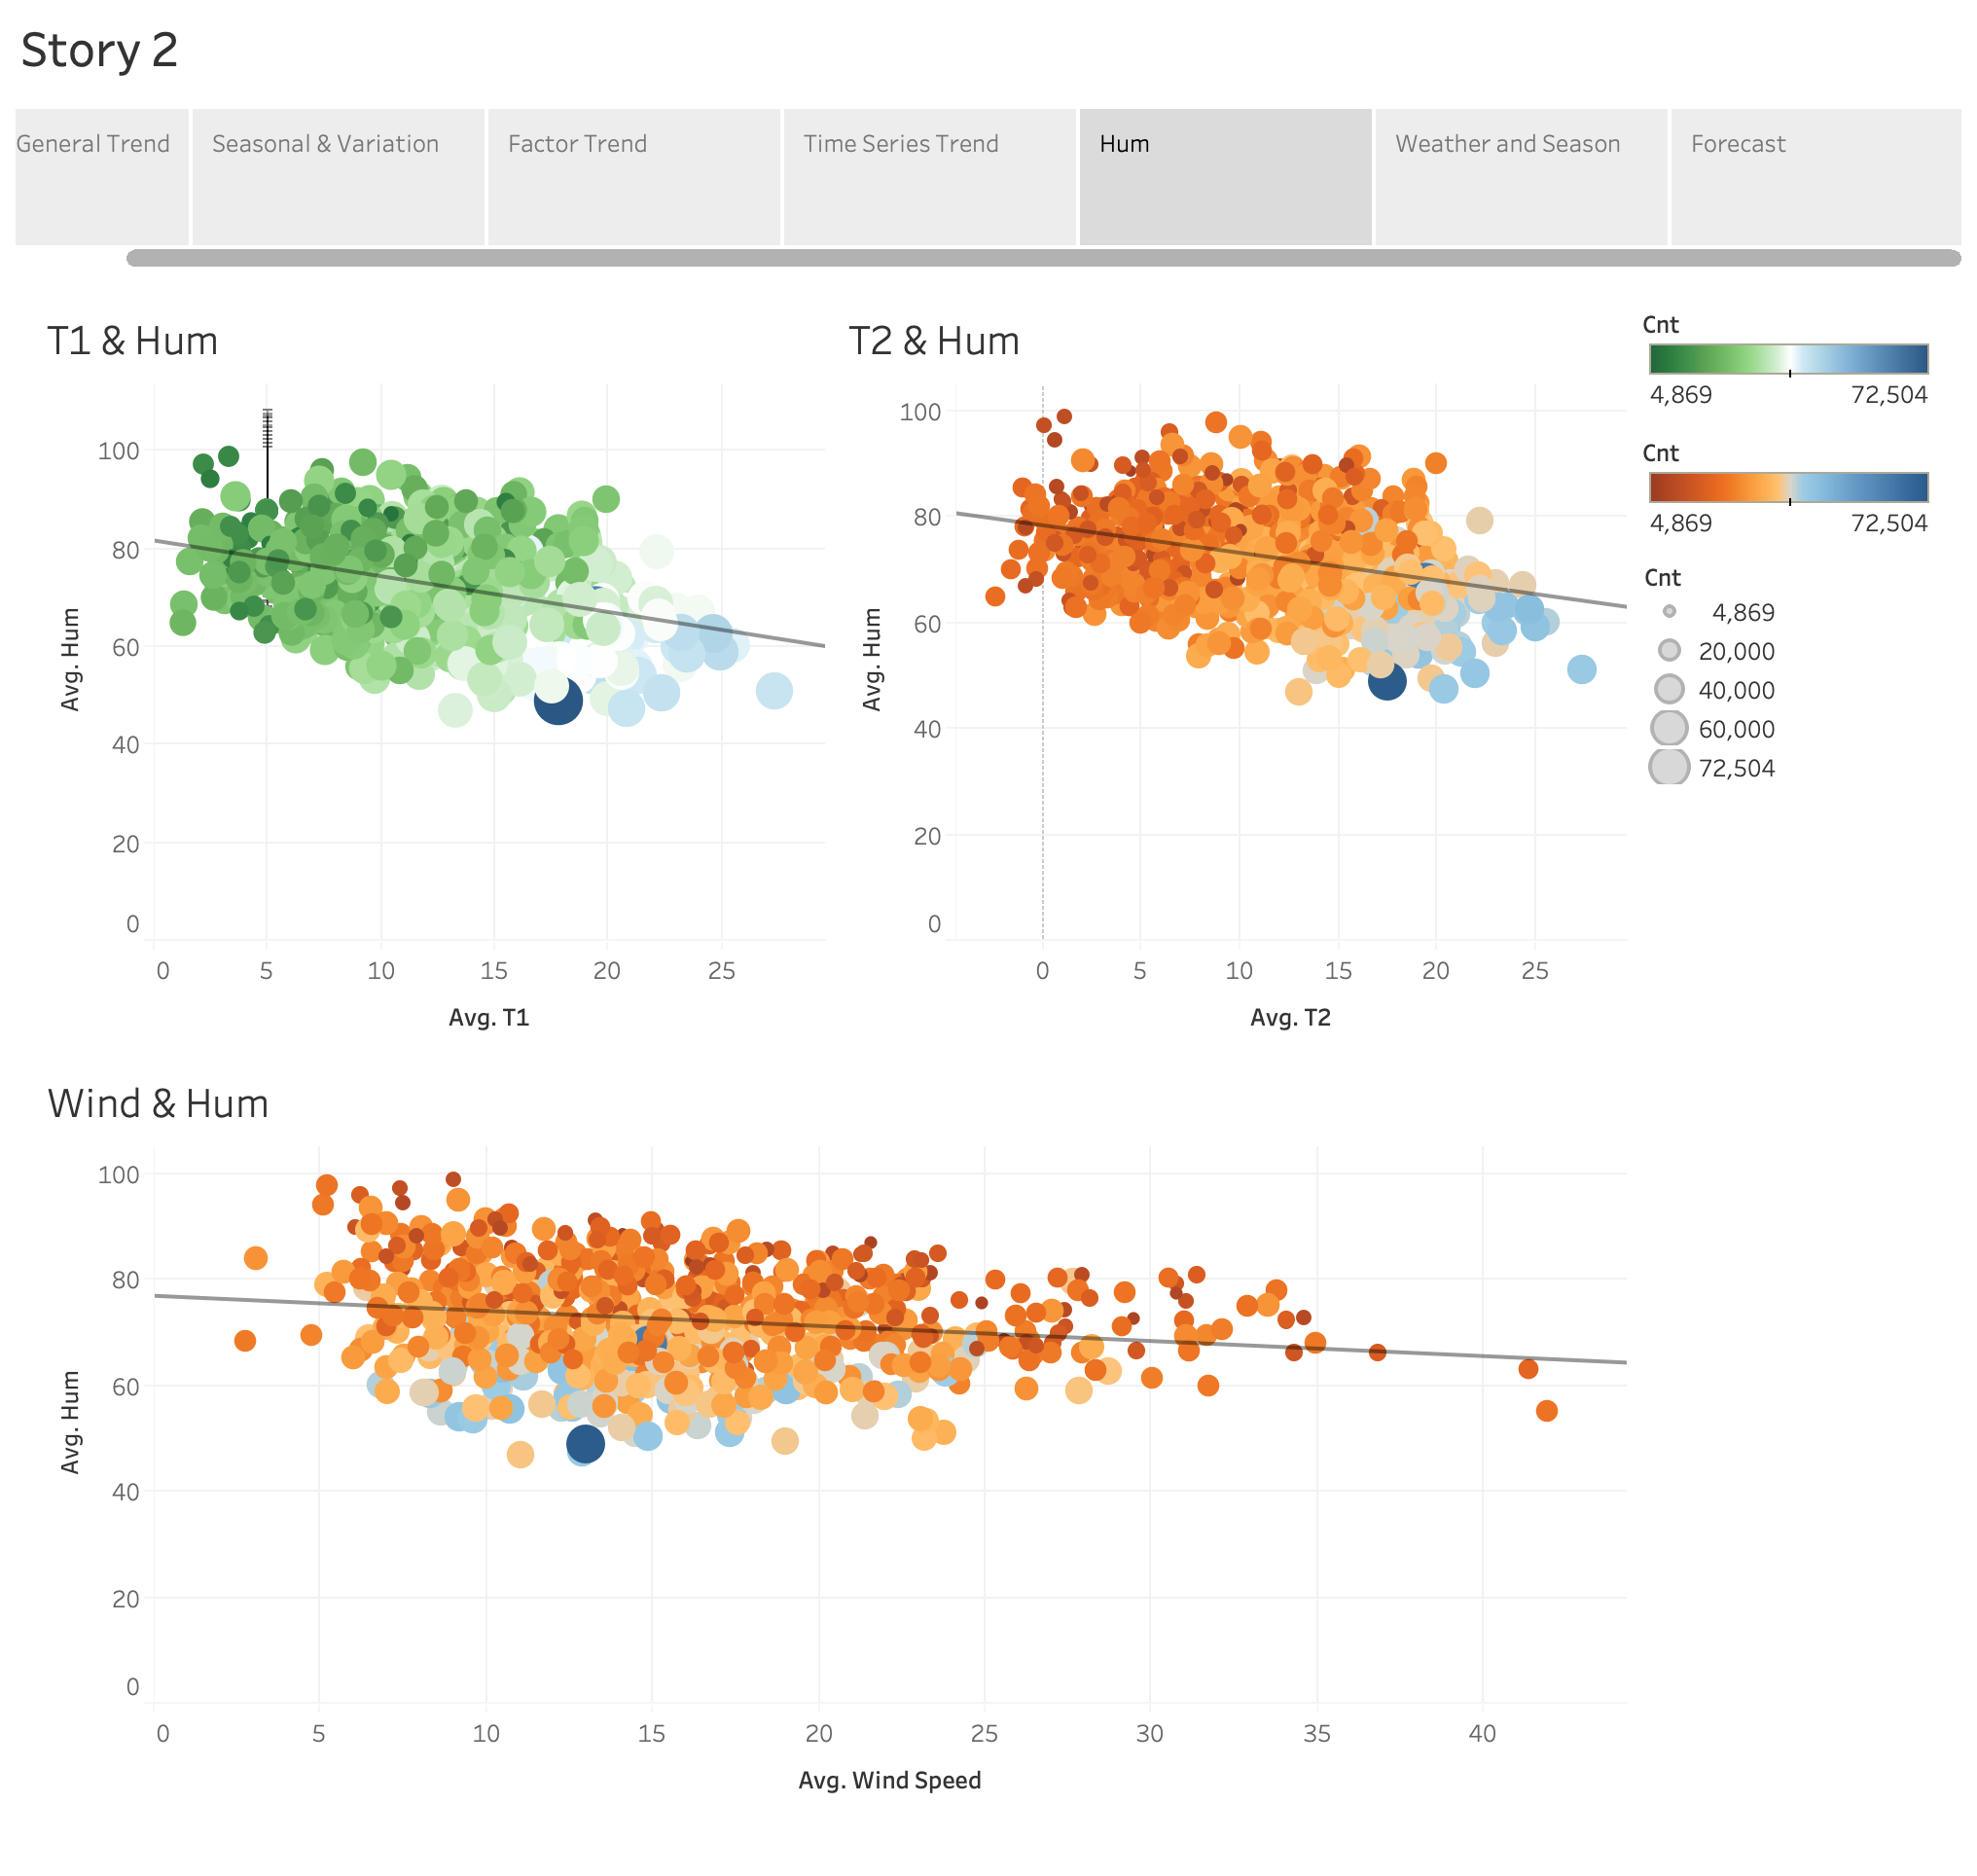 Story 2
General Trend
Seasonal & Variation
Factor Trend
Time Series Trend
Hum
Weather and Season
Forecast
T1 & Hum
100
80
60
40
20
0
Avg. Hum
0 5 10 15 20 25
Avg. T1
T2 & Hum
100
80
60
40
20
0
Avg. Hum
0 5 10 15 20 25
Avg. T2
Cnt
4,869 72,504
Cnt
4,869 72,504
Cnt
4,869
20,000
40,000
60,000
72,504
Wind & Hum
100
80
60
40
20
0
Avg. Hum
0 5 10 15 20 25 30 35 40
Avg. Wind Speed